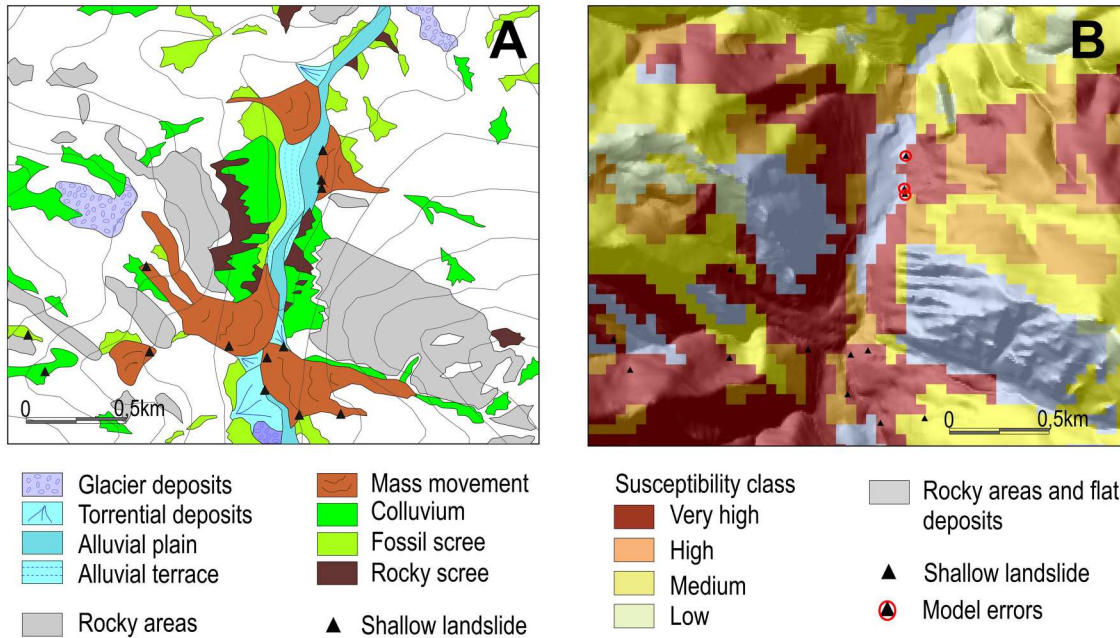 A
B
0 0,5km
0 0,5km
Glacier deposits
Torrential deposits
Alluvial plain
Alluvial terrace
Rocky areas
Mass movement
Colluvium
Fossil scree
Rocky scree
Shallow landslide
Susceptibility class
Very high
High
Medium
Low
Rocky areas and flat
deposits
Shallow landslide
Model errors